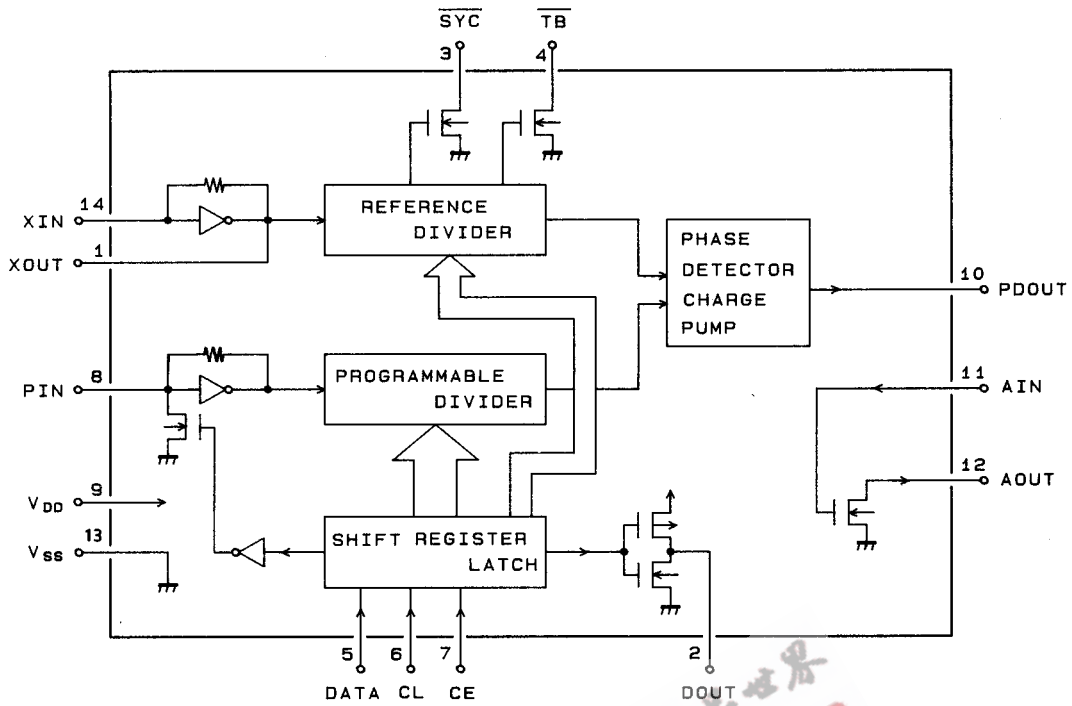 SYC
TB
3
4
XIN
14
XOUT
1
REFERENCE
DIVIDER
PHASE
DETECTOR
CHARGE
PUMP
10
PDOUT
PIN
8
PROGRAMMABLE
DIVIDER
11
AIN
12
AOUT
VDD
9
VSS
13
SHIFT REGISTER
LATCH
5
6
7
2
DATA
CL
CE
DOUT